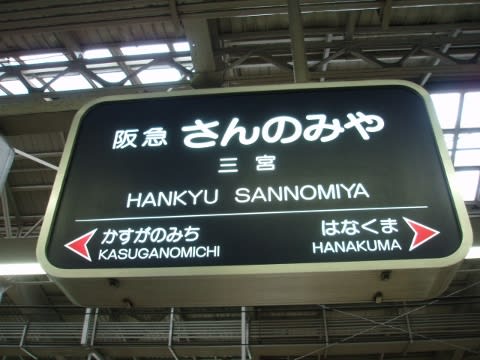 阪急 さんのみや
三宮
HANKYU SANNOMIYA
かすがのみち はなくま
KASUGANOMICHI HANAKUMA